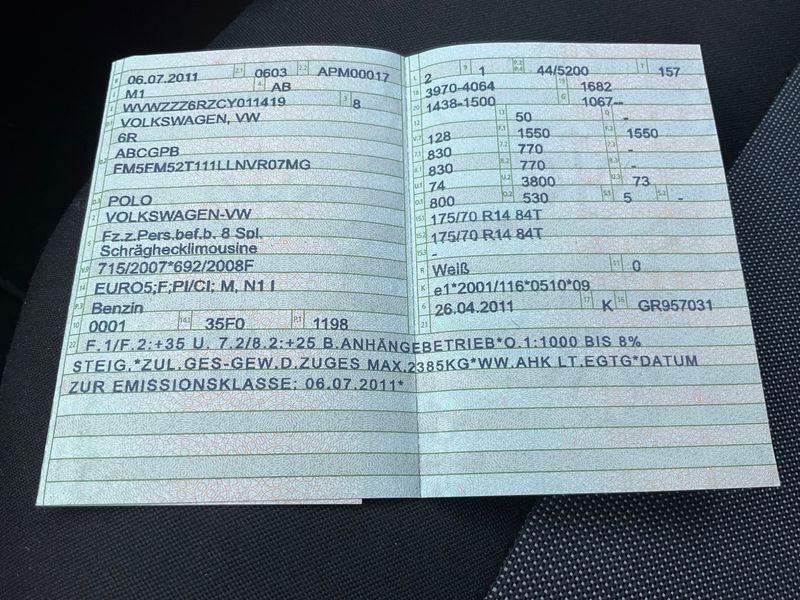 06.07.2011 0603 APM00017
M1 AB
WVWZZZ6RZCY011419 8
VOLKSWAGEN, VW
6R
ABCGPB
FM5FM52T111LLNVR07MG
POLO
VOLKSWAGEN-VW
Fz.z.Pers.bef.b. 8 Spl.
Schräghecklimousine
715/2007*692/2008F
EURO5;F;PI/CI; M, N1 I
Benzin
0001 35F0 1198
2 1 44/5200 157
3970-4064 1682
1438-1500 1067--
50 -
128 1550 1550
830 770 -
830 770 -
74 3800 73
800 530 5 -
175/70 R14 84T
175/70 R14 84T
-
Weiß 0
e1*2001/116*0510*09
26.04.2011 K GR957031
F.1/F.2:+35 U. 7.2/8.2:+25 B.ANHÄNGEBETRIEB*O.1:1000 BIS 8%
STEIG.*ZUL.GES-GEW.D.ZUGES MAX.2385KG*WW.AHK LT.EGTG*DATUM
ZUR EMISSIONSKLASSE: 06.07.2011*